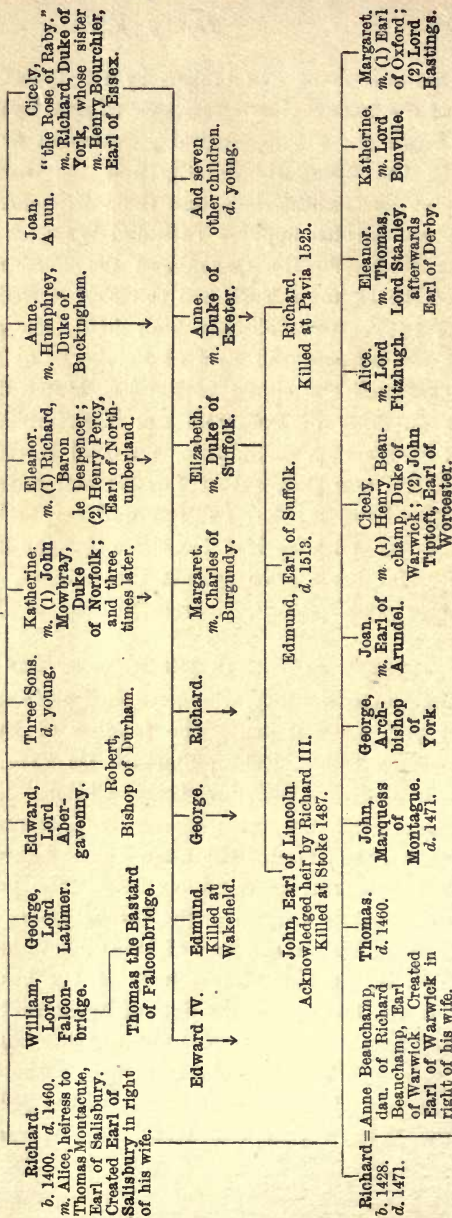 Richard.
b. 1400. d. 1460.
m. Alice, heiress to
Thomas Montacute,
Earl of Salisbury.
Created Earl of
Salisbury in right
of his wife.
William,
Lord
Falcon-
bridge.
George,
Lord
Latimer.
Edward,
Lord
Aber-
gavenny.
Three Sons.
d. young.
Robert,
Bishop of Durham.
Katherine.
m. (1) John
Mowbray,
Duke
of Norfolk;
and three
times later.
Eleanor.
m. (1) Richard,
Baron
le Despencer;
(2) Henry Percy,
Earl of North-
umberland.
Anne.
m. Humphrey,
Duke of
Buckingham.
Joan.
A nun.
Cicely,
"the Rose of Raby."
m. Richard, Duke of
York, whose sister
m. Henry Bourchier,
Earl of Essex.
Thomas the Bastard
of Falconbridge.
Edward IV.
Edmund.
Killed at
Wakefield.
George.
Richard.
Margaret.
m. Charles of
Burgundy.
Elizabeth.
m. Duke of
Suffolk.
Anne.
m. Duke of
Exeter.
And seven
other children.
d. young.
John, Earl of Lincoln.
Acknowledged heir by Richard III.
Killed at Stoke 1487.
Edmund, Earl of Suffolk.
d. 1513.
Richard.
Killed at Pavia 1525.
Richard = Anne Beauchamp,
b. 1428. dau. of Richard
d. 1471. Beauchamp, Earl
of Warwick Created
Earl of Warwick in
right of his wife.
Thomas.
d. 1460.
John,
Marquess
of
Montague.
d. 1471.
George,
Arch-
bishop
of
York.
Joan.
m. Earl of
Arundel.
Cicely.
m (1) Henry Beau-
champ, Duke of
Warwick; (2) John
Tiptoft, Earl of
Worcester.
Alice.
m. Lord
Fitzhugh.
Eleanor.
m. Thomas,
Lord Stanley,
afterwards
Earl of Derby.
Katherine.
m. Lord
Bonville.
Margaret.
m. (1) Earl
of Oxford;
(2) Lord
Hastings.